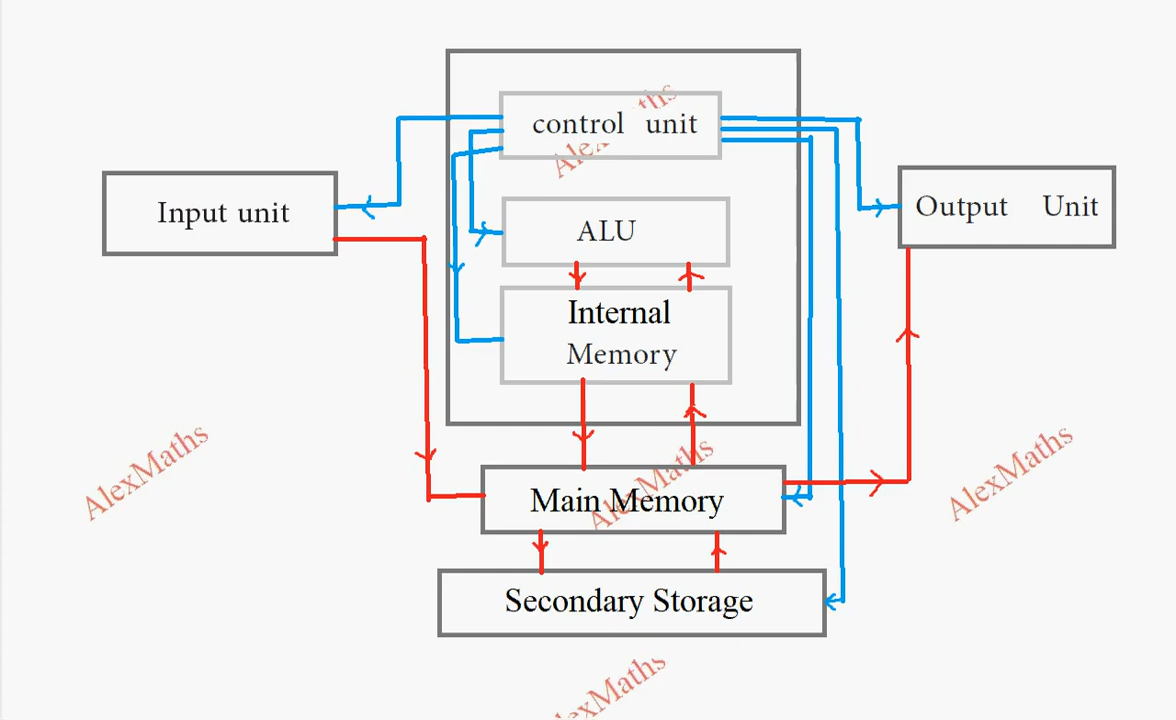 control unit
Input unit
Output Unit
ALU
Internal
Memory
AlexMaths
AlexMaths
Main Memory
AlexMaths
Secondary Storage
AlexMaths